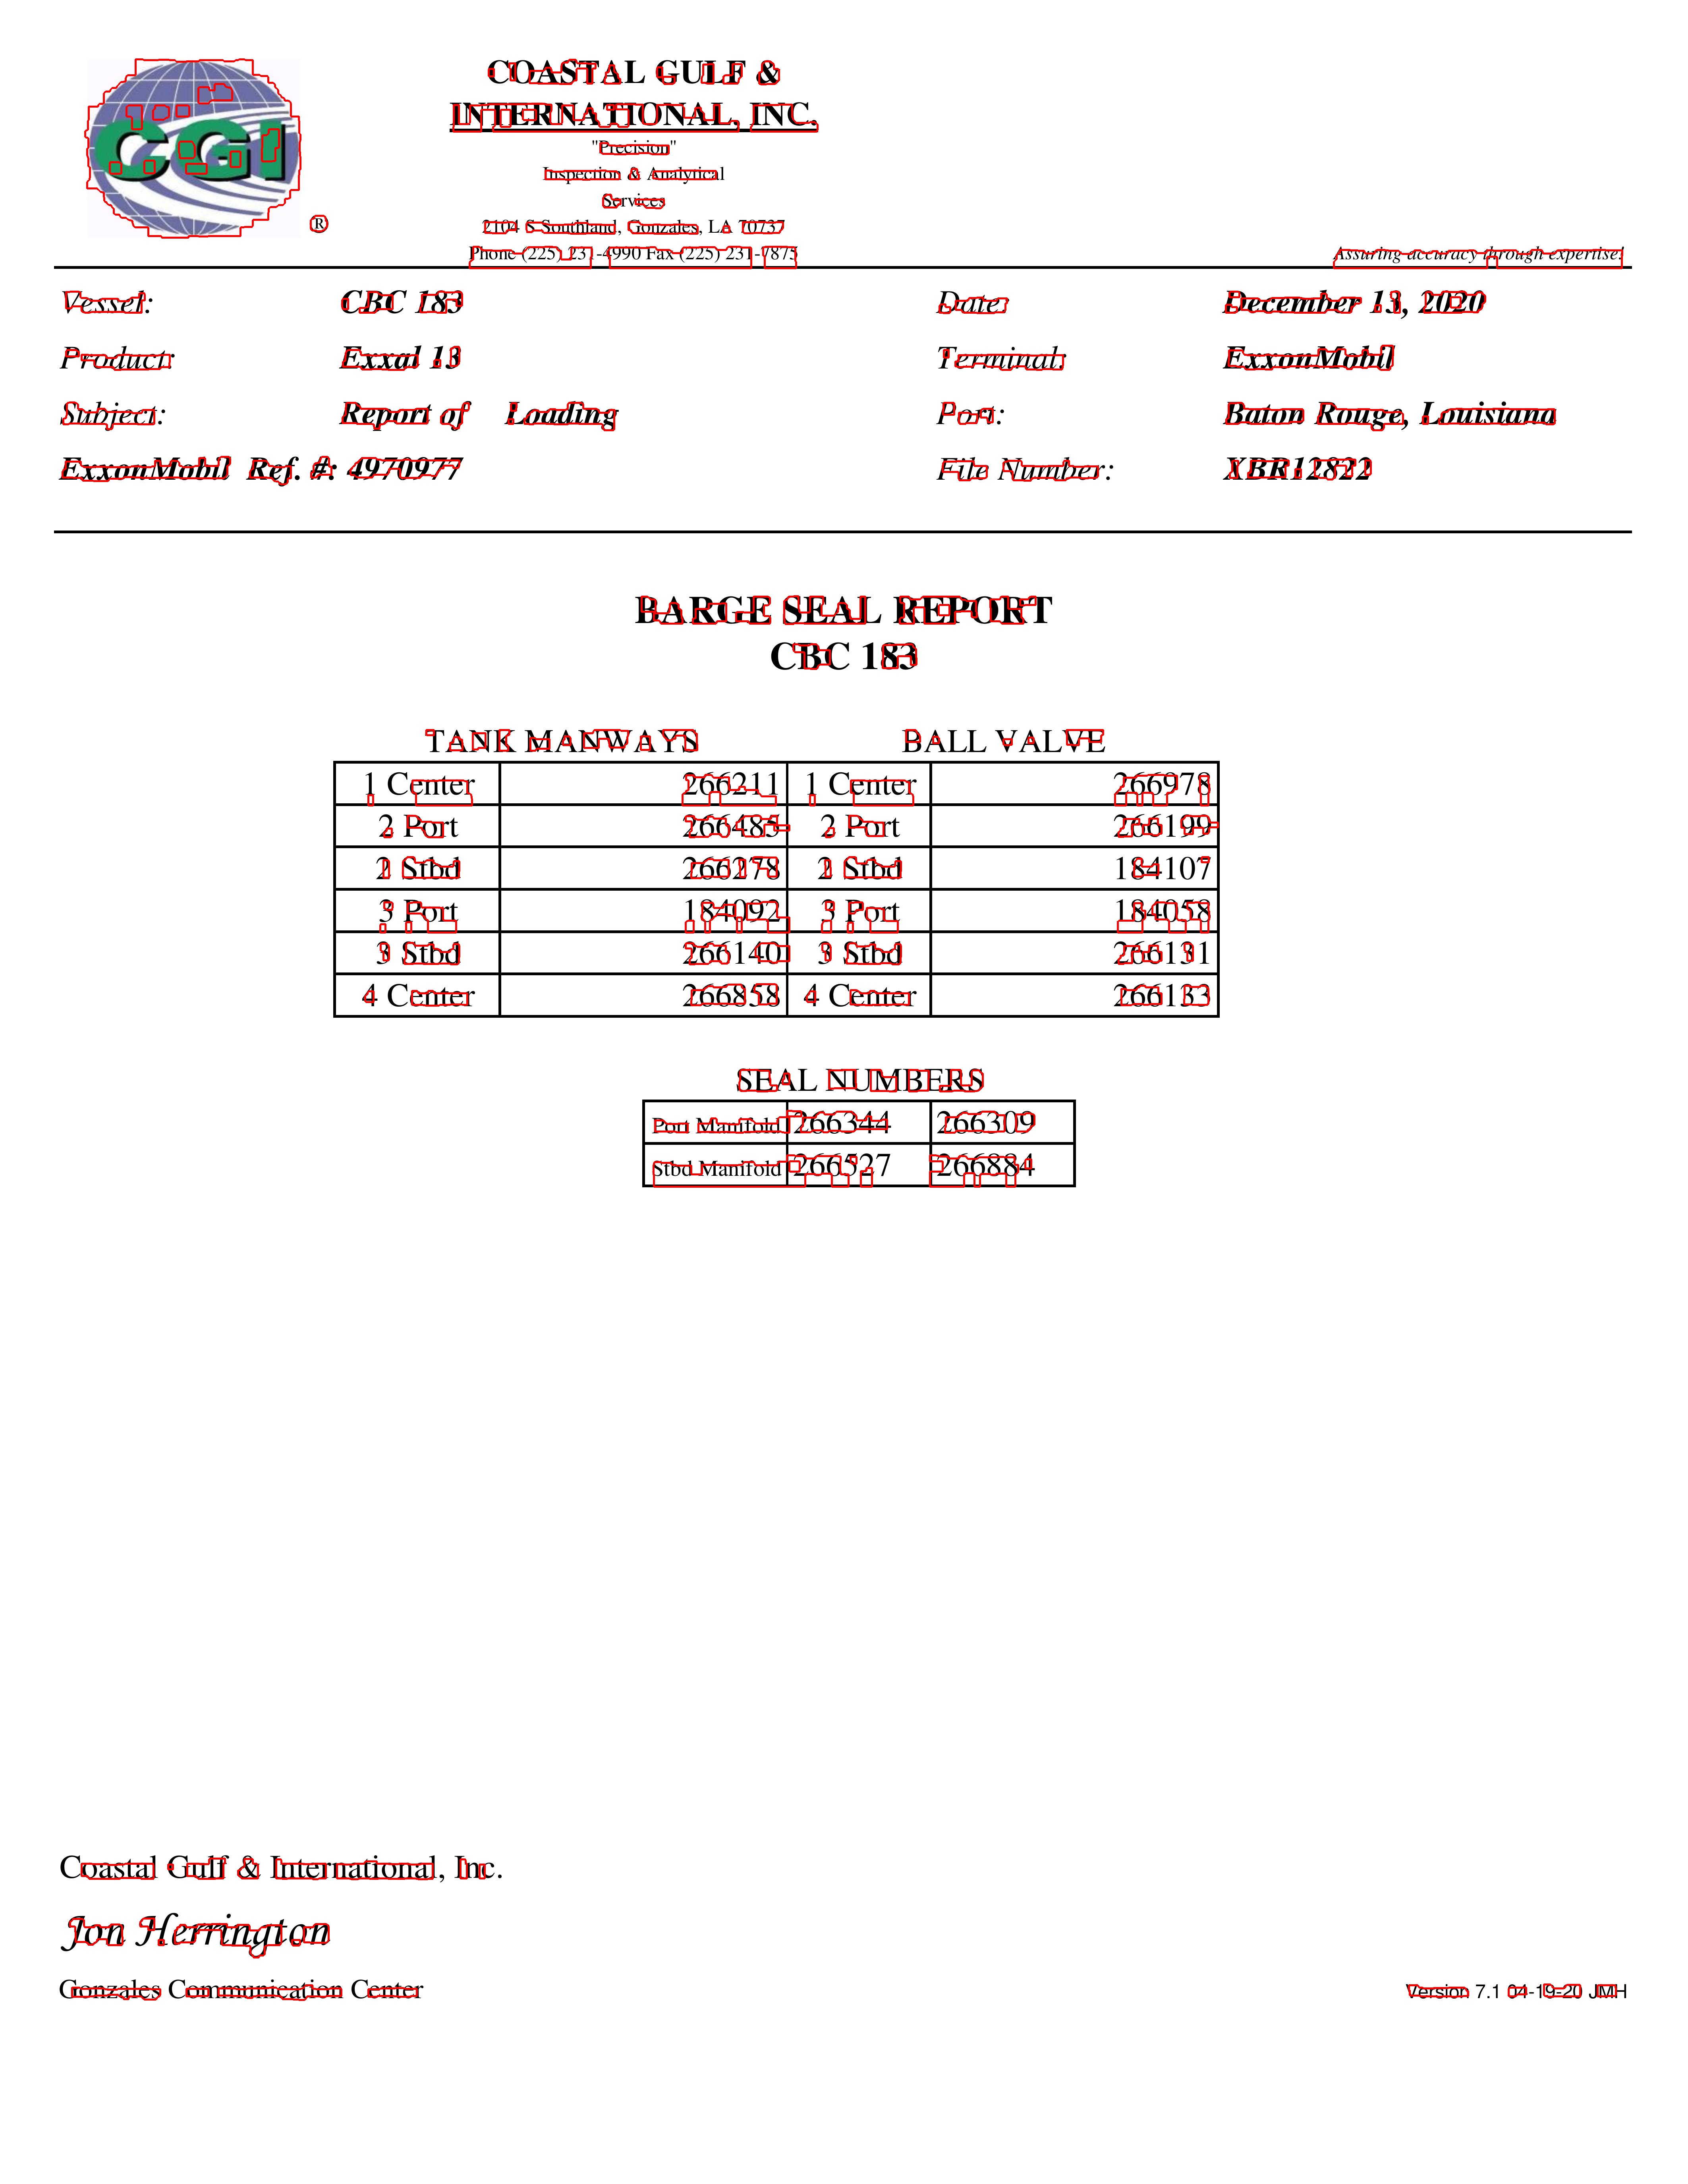 COASTAL GULF &
INTERNATIONAL, INC.
"Precision"
Inspection & Analytical
Services
2104 S Southland, Gonzales, LA 70737
Phone (225) 231-4990 Fax (225) 231-7875
CGI
®
Assuring accuracy through expertise!
Vessel: CBC 183 Date: December 13, 2020
Product: Exxal 13 Terminal: ExxonMobil
Subject: Report of Loading Port: Baton Rouge, Louisiana
ExxonMobil Ref. #: 4970977 File Number: XBR12822
BARGE SEAL REPORT
CBC 183
TANK MANWAYS BALL VALVE
1 Center 266211 1 Center 266978
2 Port 266485 2 Port 266199
2 Stbd 266278 2 Stbd 184107
3 Port 184092 3 Port 184058
3 Stbd 266140 3 Stbd 266131
4 Center 266858 4 Center 266133
SEAL NUMBERS
Port Manifold 266344 266309
Stbd Manifold 266527 266884
Coastal Gulf & International, Inc.
Jon Herrington
Gonzales Communication Center
Version 7.1 04-19-20 JMH